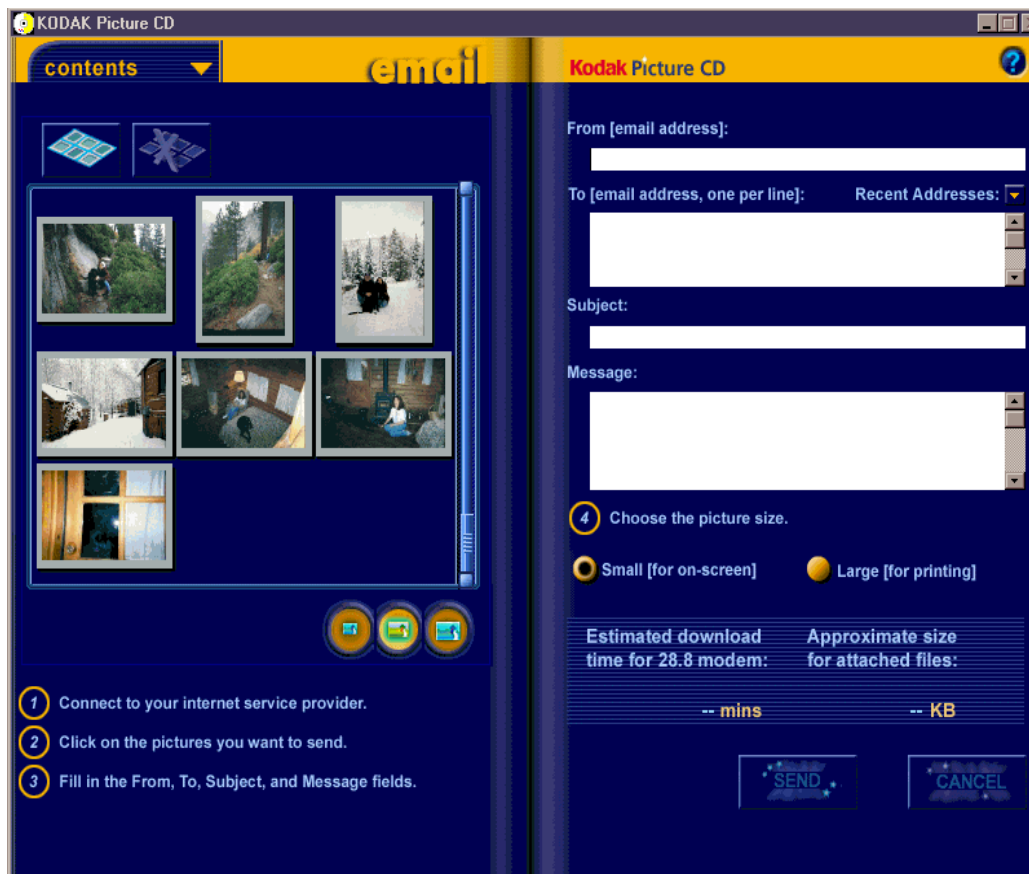 KODAK Picture CD
contents
email
Kodak Picture CD
?
From [email address]:
To [email address, one per line]:
Recent Addresses:
Subject:
Message:
4 Choose the picture size.
Small [for on-screen]
Large [for printing]
Estimated download
time for 28.8 modem:
Approximate size
for attached files:
-- mins
-- KB
SEND
CANCEL
1 Connect to your internet service provider.
2 Click on the pictures you want to send.
3 Fill in the From, To, Subject, and Message fields.